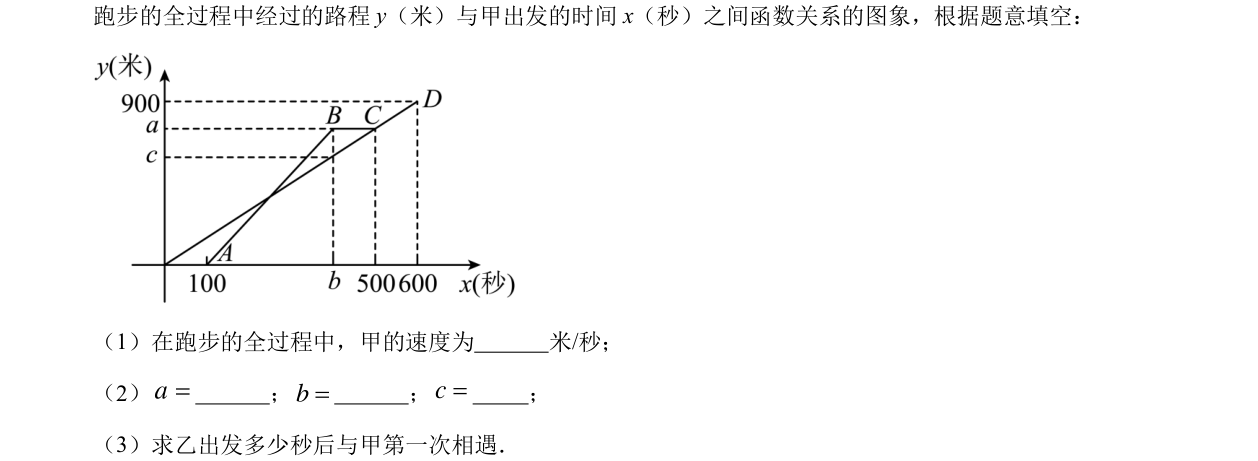 跑步的全过程中经过的路程 y（米）与甲出发的时间 x（秒）之间函数关系的图象，根据题意填空：
y(米)
900
a
c
B
C
D
A
100
b
500
600
x(秒)
（1）在跑步的全过程中，甲的速度为______米/秒；
（2）a =______；b =______；c =____；
（3）求乙出发多少秒后与甲第一次相遇．